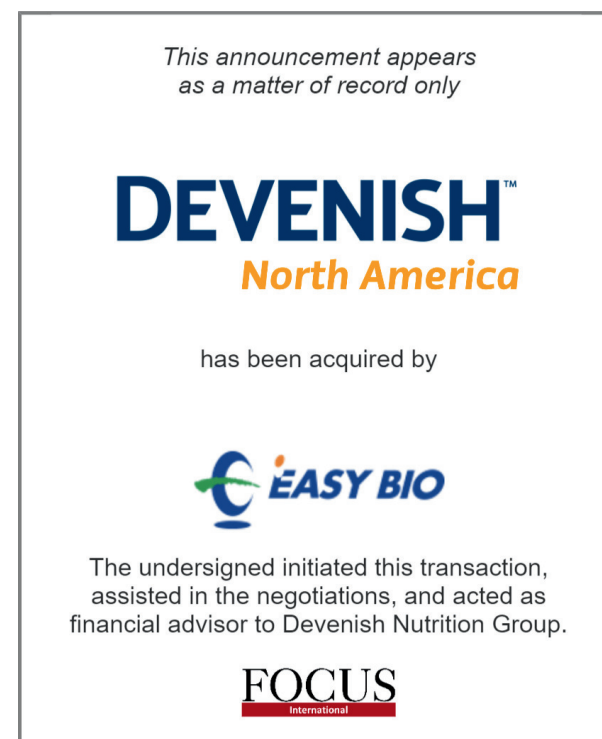 This announcement appears
as a matter of record only
DEVENISH™
North America
has been acquired by
EASY BIO
The undersigned initiated this transaction,
assisted in the negotiations, and acted as
financial advisor to Devenish Nutrition Group.
FOCUS
International